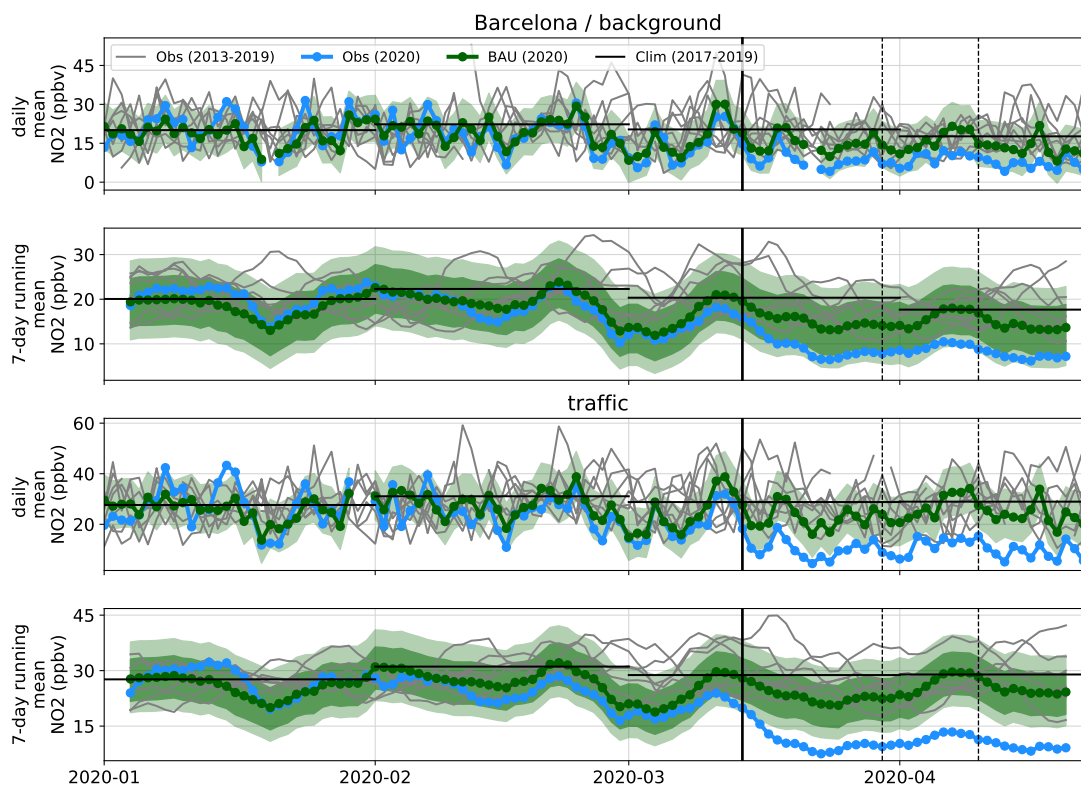 Barcelona / background
Obs (2013-2019) Obs (2020) BAU (2020) Clim (2017-2019)
daily
mean
NO2 (ppbv)
45
30
15
0
7-day running
mean
NO2 (ppbv)
30
20
10
traffic
daily
mean
NO2 (ppbv)
60
40
20
7-day running
mean
NO2 (ppbv)
45
30
15
2020-01 2020-02 2020-03 2020-04